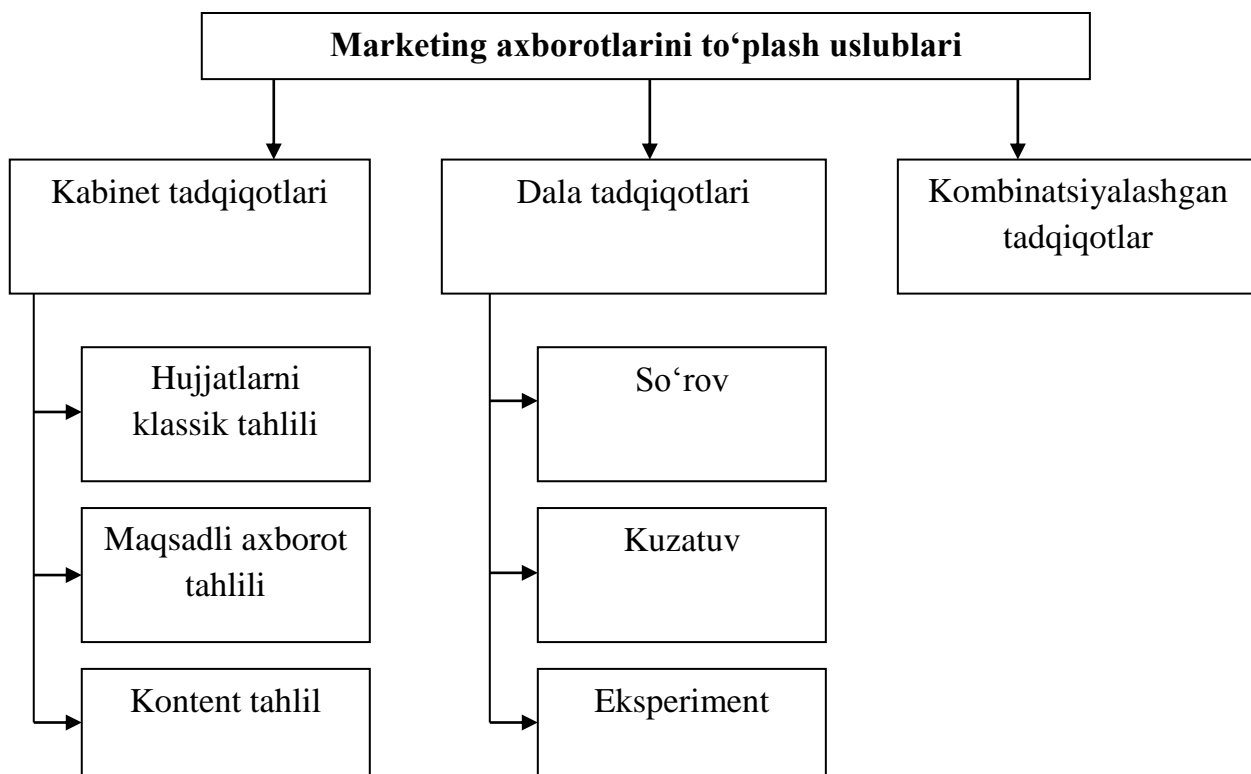 Marketing axborotlarini to‘plash uslublari
Kabinet tadqiqotlari
Dala tadqiqotlari
Kombinatsiyalashgan
tadqiqotlar
Hujjatlarni
klassik tahlili
So‘rov
Maqsadli axborot
tahlili
Kuzatuv
Kontent tahlil
Eksperiment